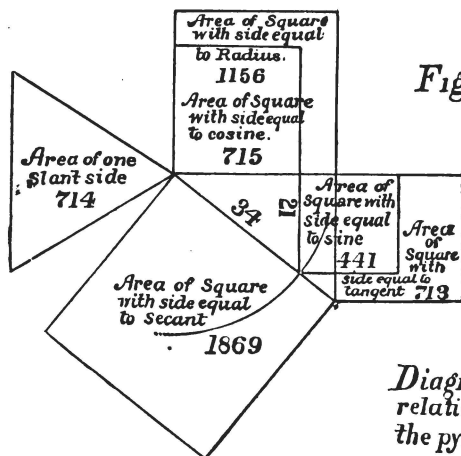 Area of Square
with side equal
to Radius.
1156
Area of Square
with side equal
to cosine.
715
Fig
Area of one
Slant side
714
34
21
Area of
Square with
side equal
to sine
441
Area
of
Square
with
side equal to
tangent 713
Area of Square
with side equal
to Secant
1869
Diagr
relati
the py